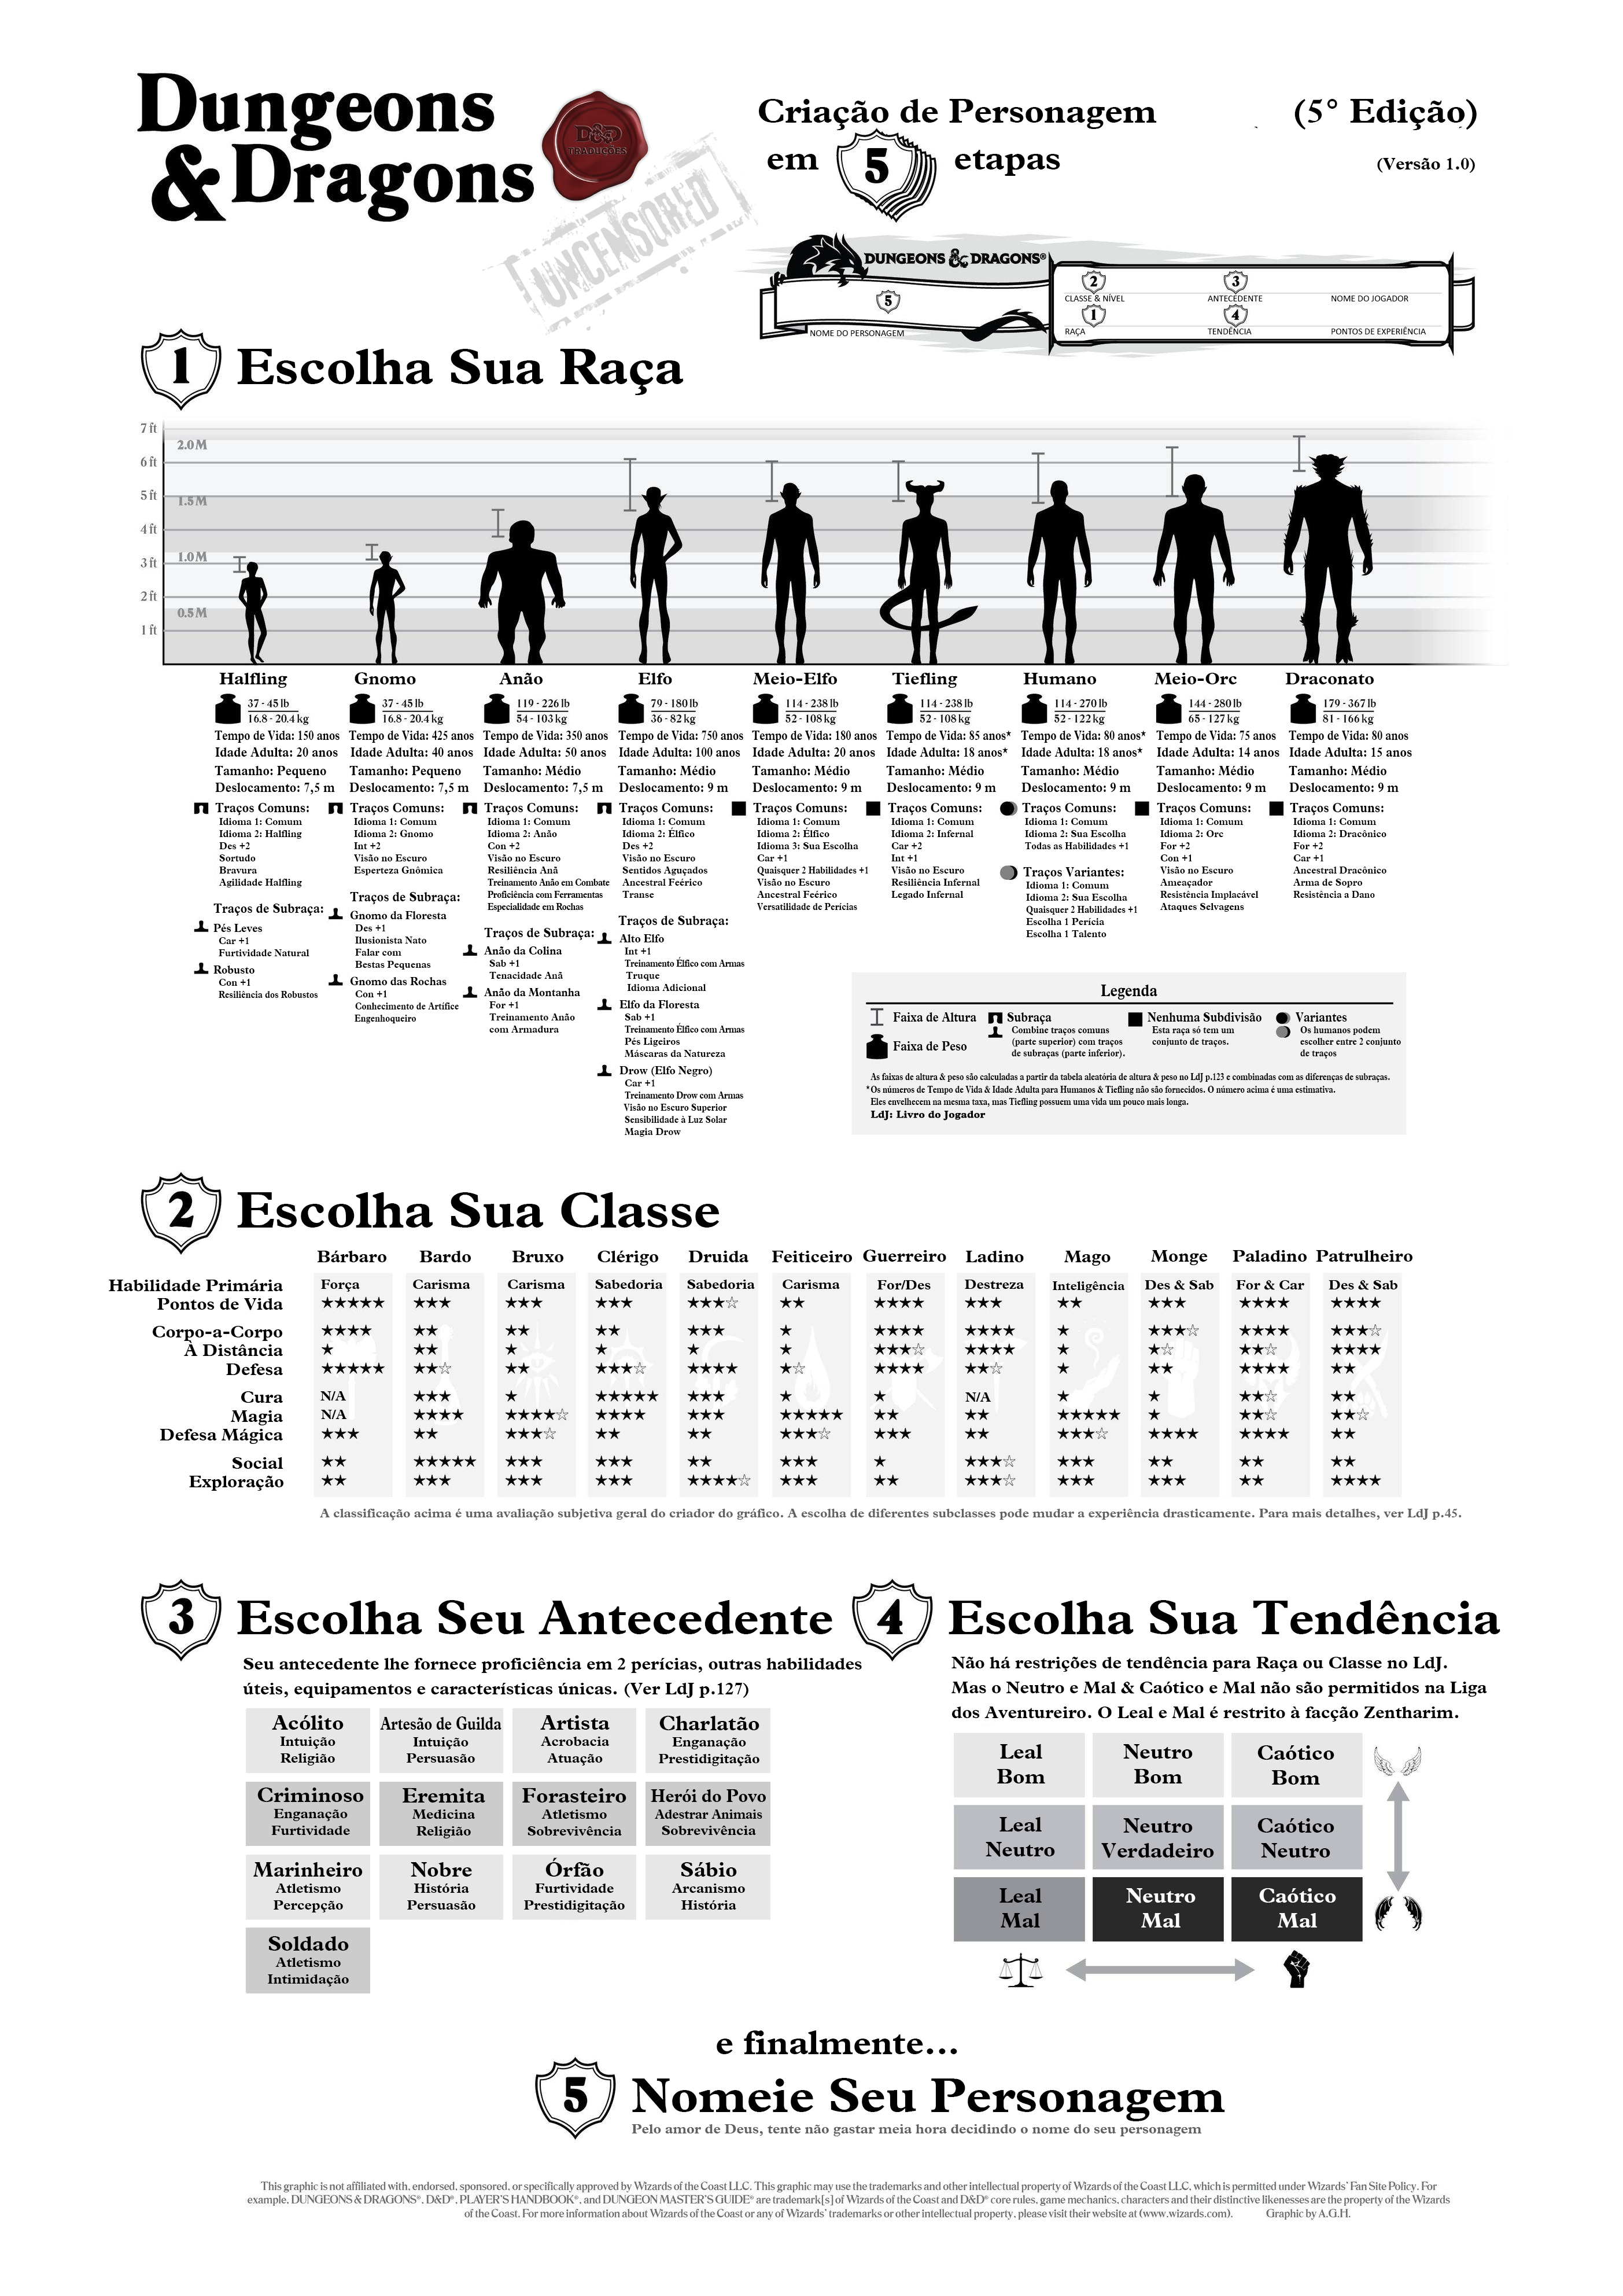 Dungeons
& Dragons
D&D
TRADUÇÕES
UNCENSORED
Criação de Personagem (5° Edição)
em 5 etapas (Versão 1.0)
DUNGEONS & DRAGONS®
5
NOME DO PERSONAGEM
2 3
CLASSE & NÍVEL ANTECEDENTE NOME DO JOGADOR
1 4
RAÇA TENDÊNCIA PONTOS DE EXPERIÊNCIA
1 Escolha Sua Raça
7 ft
2.0 M
6 ft
5 ft
1.5 M
4 ft
1.0 M
3 ft
2 ft
0.5 M
1 ft
Halfling
37 - 45 lb
16.8 - 20.4 kg
Tempo de Vida: 150 anos
Idade Adulta: 20 anos
Tamanho: Pequeno
Deslocamento: 7,5 m
Traços Comuns:
Idioma 1: Comum
Idioma 2: Halfling
Des +2
Sortudo
Bravura
Agilidade Halfling
Traços de Subraça:
Pés Leves
Car +1
Furtividade Natural
Robusto
Con +1
Resiliência dos Robustos
Gnomo
37 - 45 lb
16.8 - 20.4 kg
Tempo de Vida: 425 anos
Idade Adulta: 40 anos
Tamanho: Pequeno
Deslocamento: 7,5 m
Traços Comuns:
Idioma 1: Comum
Idioma 2: Gnomo
Int +2
Visão no Escuro
Esperteza Gnômica
Traços de Subraça:
Gnomo da Floresta
Des +1
Ilusionista Nato
Falar com
Bestas Pequenas
Gnomo das Rochas
Con +1
Conhecimento de Artífice
Engenhoqueiro
Anão
119 - 226 lb
54 - 103 kg
Tempo de Vida: 350 anos
Idade Adulta: 50 anos
Tamanho: Médio
Deslocamento: 7,5 m
Traços Comuns:
Idioma 1: Comum
Idioma 2: Anão
Con +2
Visão no Escuro
Resiliência Anã
Treinamento Anão em Combate
Proficiência com Ferramentas
Especialidade em Rochas
Traços de Subraça:
Anão da Colina
Sab +1
Tenacidade Anã
Anão da Montanha
For +1
Treinamento Anão
com Armadura
Elfo
79 - 180 lb
36 - 82 kg
Tempo de Vida: 750 anos
Idade Adulta: 100 anos
Tamanho: Médio
Deslocamento: 9 m
Traços Comuns:
Idioma 1: Comum
Idioma 2: Élfico
Des +2
Visão no Escuro
Sentidos Aguçados
Ancestral Feérico
Transe
Traços de Subraça:
Alto Elfo
Int +1
Treinamento Élfico com Armas
Truque
Idioma Adicional
Elfo da Floresta
Sab +1
Treinamento Élfico com Armas
Pés Ligeiros
Máscaras da Natureza
Drow (Elfo Negro)
Car +1
Treinamento Drow com Armas
Visão no Escuro Superior
Sensibilidade à Luz Solar
Magia Drow
Meio-Elfo
114 - 238 lb
52 - 108 kg
Tempo de Vida: 180 anos
Idade Adulta: 20 anos
Tamanho: Médio
Deslocamento: 9 m
Traços Comuns:
Idioma 1: Comum
Idioma 2: Élfico
Idioma 3: Sua Escolha
Car +1
Quaisquer 2 Habilidades +1
Visão no Escuro
Ancestral Feérico
Versatilidade de Perícias
Tiefling
114 - 238 lb
52 - 108 kg
Tempo de Vida: 85 anos*
Idade Adulta: 18 anos*
Tamanho: Médio
Deslocamento: 9 m
Traços Comuns:
Idioma 1: Comum
Idioma 2: Infernal
Car +2
Int +1
Visão no Escuro
Resiliência Infernal
Legado Infernal
Humano
114 - 270 lb
52 - 122 kg
Tempo de Vida: 80 anos*
Idade Adulta: 18 anos*
Tamanho: Médio
Deslocamento: 9 m
Traços Comuns:
Idioma 1: Comum
Idioma 2: Sua Escolha
Todas as Habilidades +1
Traços Variantes:
Idioma 1: Comum
Idioma 2: Sua Escolha
Quaisquer 2 Habilidades +1
Escolha 1 Perícia
Escolha 1 Talento
Meio-Orc
144 - 280 lb
65 - 127 kg
Tempo de Vida: 75 anos
Idade Adulta: 14 anos
Tamanho: Médio
Deslocamento: 9 m
Traços Comuns:
Idioma 1: Comum
Idioma 2: Orc
For +2
Con +1
Visão no Escuro
Ameaçador
Resistência Implacável
Ataques Selvagens
Draconato
179 - 367 lb
81 - 166 kg
Tempo de Vida: 80 anos
Idade Adulta: 15 anos
Tamanho: Médio
Deslocamento: 9 m
Traços Comuns:
Idioma 1: Comum
Idioma 2: Dracônico
For +2
Car +1
Ancestral Dracônico
Arma de Sopro
Resistência a Dano
Legenda
Faixa de Altura
Faixa de Peso
Subraça
Combine traços comuns
(parte superior) com traços
de subraças (parte inferior).
Nenhuma Subdivisão
Esta raça só tem um
conjunto de traços.
Variantes
Os humanos podem
escolher entre 2 conjunto
de traços
As faixas de altura & peso são calculadas a partir da tabela aleatória de altura & peso no LdJ p.123 e combinadas com as diferenças de subraças.
*Os números de Tempo de Vida & Idade Adulta para Humanos & Tiefling não são fornecidos. O número acima é uma estimativa.
Eles envelhecem na mesma taxa, mas Tiefling possuem uma vida um pouco mais longa.
LdJ: Livro do Jogador
2 Escolha Sua Classe
Bárbaro Bardo Bruxo Clérigo Druida Feiticeiro Guerreiro Ladino Mago Monge Paladino Patrulheiro
Habilidade Primária Força Carisma Carisma Sabedoria Sabedoria Carisma For/Des Destreza Inteligência Des & Sab For & Car Des & Sab
Pontos de Vida ★★★★★ ★★★ ★★★ ★★★ ★★★☆ ★★ ★★★★ ★★★ ★★ ★★★ ★★★★ ★★★★
Corpo-a-Corpo ★★★★ ★★ ★★ ★★ ★★★ ★ ★★★★ ★★★★ ★ ★★★☆ ★★★★ ★★★☆
À Distância ★ ★★ ★ ★ ★ ★ ★★★☆ ★★★★ ★ ★☆ ★★☆ ★★★★
Defesa ★★★★★ ★★☆ ★★ ★★★☆ ★★★★ ★☆ ★★★★ ★★☆ ★ ★★ ★★★★ ★★
Cura N/A ★★★ ★ ★★★★★ ★★★ ★ ★ N/A ★ ★ ★★☆ ★★
Magia N/A ★★★★ ★★★★☆ ★★★★ ★★★ ★★★★★ ★★ ★★ ★★★★★ ★ ★★☆ ★★☆
Defesa Mágica ★★★ ★★ ★★★☆ ★★ ★★ ★★★☆ ★★★ ★★ ★★★☆ ★★★★ ★★★★ ★★
Social ★★ ★★★★★ ★★★ ★★★ ★★ ★★★ ★ ★★★☆ ★★★ ★★ ★★ ★★
Exploração ★★ ★★★ ★★★ ★★★ ★★★★☆ ★★★ ★★ ★★★☆ ★★★ ★★★ ★★ ★★★★
A classificação acima é uma avaliação subjetiva geral do criador do gráfico. A escolha de diferentes subclasses pode mudar a experiência drasticamente. Para mais detalhes, ver LdJ p.45.
3 Escolha Seu Antecedente
Seu antecedente lhe fornece proficiência em 2 perícias, outras habilidades
úteis, equipamentos e características únicas. (Ver LdJ p.127)
Acólito
Intuição
Religião
Artesão de Guilda
Intuição
Persuasão
Artista
Acrobacia
Atuação
Charlatão
Enganação
Prestidigitação
Criminoso
Enganação
Furtividade
Eremita
Medicina
Religião
Forasteiro
Atletismo
Sobrevivência
Herói do Povo
Adestrar Animais
Sobrevivência
Marinheiro
Atletismo
Percepção
Nobre
História
Persuasão
Órfão
Furtividade
Prestidigitação
Sábio
Arcanismo
História
Soldado
Atletismo
Intimidação
4 Escolha Sua Tendência
Não há restrições de tendência para Raça ou Classe no LdJ.
Mas o Neutro e Mal & Caótico e Mal não são permitidos na Liga
dos Aventureiro. O Leal e Mal é restrito à facção Zentharim.
Leal
Bom
Neutro
Bom
Caótico
Bom
Leal
Neutro
Neutro
Verdadeiro
Caótico
Neutro
Leal
Mal
Neutro
Mal
Caótico
Mal
e finalmente...
5 Nomeie Seu Personagem
Pelo amor de Deus, tente não gastar meia hora decidindo o nome do seu personagem
This graphic is not affiliated with, endorsed, sponsored, or specifically approved by Wizards of the Coast LLC. This graphic may use the trademarks and other intellectual property of Wizards of the Coast LLC, which is permitted under Wizards' Fan Site Policy. For
example, DUNGEONS & DRAGONS®, D&D®, PLAYER'S HANDBOOK®, and DUNGEON MASTER'S GUIDE® are trademark[s] of Wizards of the Coast and D&D® core rules, game mechanics, characters and their distinctive likenesses are the property of the Wizards
of the Coast. For more information about Wizards of the Coast or any of Wizards' trademarks or other intellectual property, please visit their website at (www.wizards.com). Graphic by A.G.H.